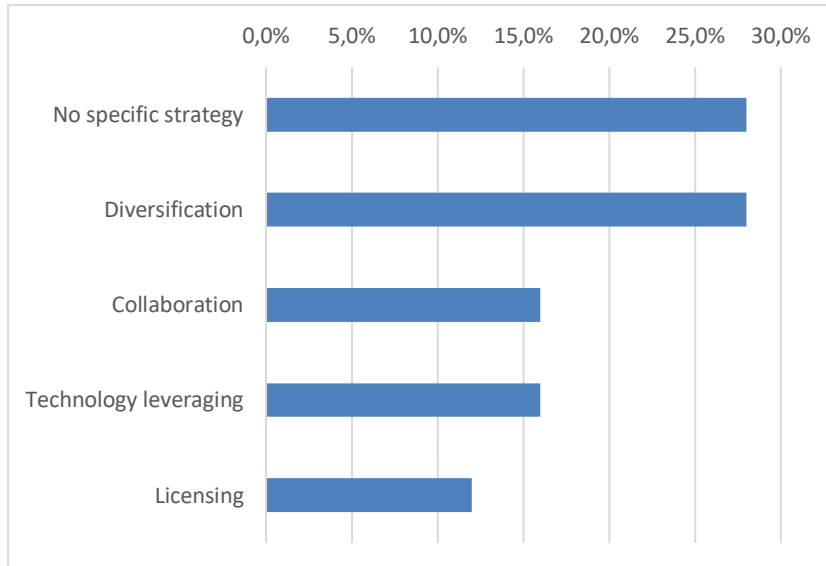 0,0% 5,0% 10,0% 15,0% 20,0% 25,0% 30,0%
No specific strategy
Diversification
Collaboration
Technology leveraging
Licensing